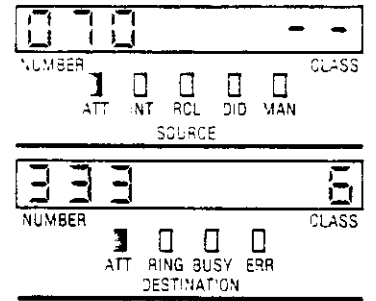 070 --
NUMBER CLASS
ATT INT RCL DID MAN
SOURCE
333 6
NUMBER CLASS
ATT RING BUSY ERR
DESTINATION